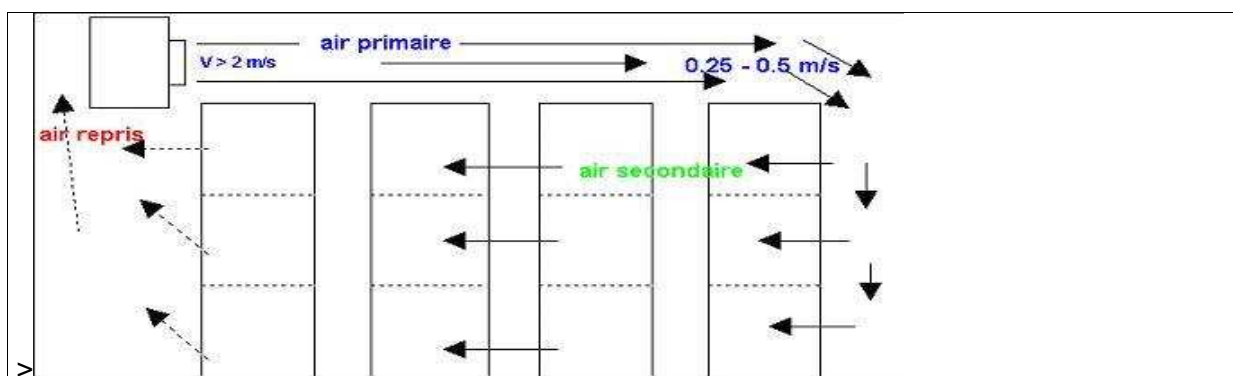 air primaire
V > 2 m/s
0.25 - 0.5 m/s
air repris
air secondaire
>